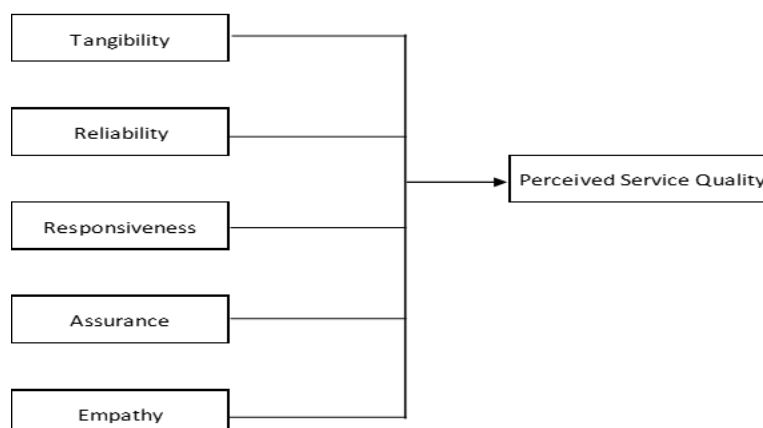 Tangibility
Reliability
Responsiveness
Assurance
Empathy
Perceived Service Quality